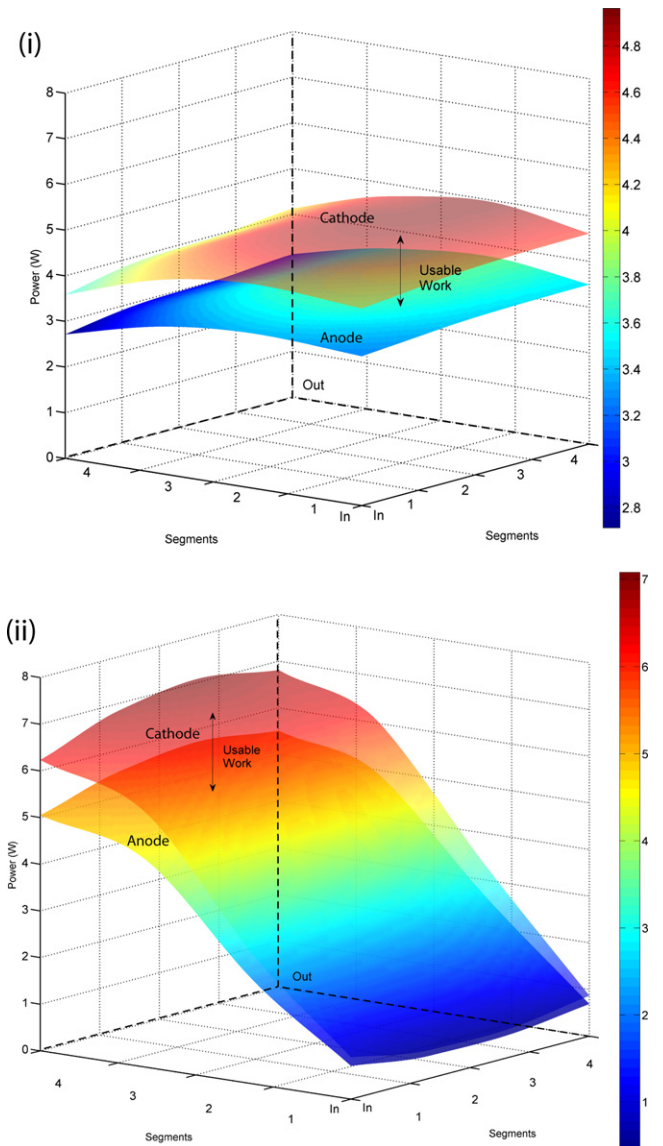 (i)
8
7
6
5
4
3
2
1
0
Power (W)
Cathode
Usable
Work
Anode
Out
4
3
2
1
In
In
1
2
3
4
Segments
Segments
4.8
4.6
4.4
4.2
4
3.8
3.6
3.4
3.2
3
2.8
(ii)
8
7
6
5
4
3
2
1
0
Power (W)
Cathode
Usable
Work
Anode
Out
4
3
2
1
In
In
1
2
3
4
Segments
Segments
7
6
5
4
3
2
1